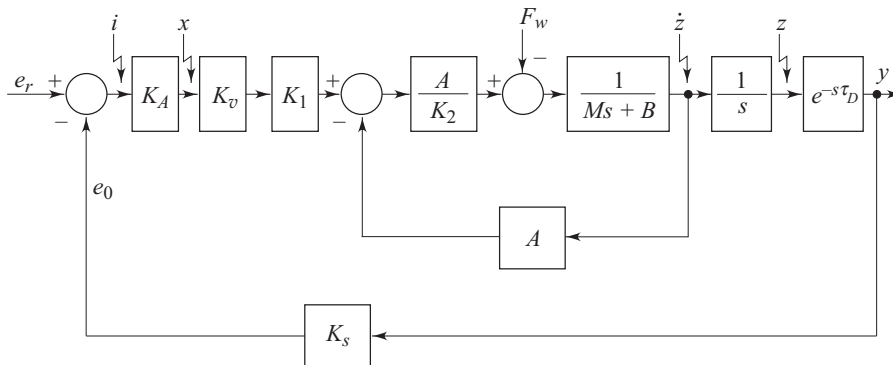 F_w
i
x
ż
z
y
e_r + −
K_A
K_v
K_1
+ −
A / K_2
+ −
1 / (Ms + B)
1 / s
e^{−sτ_D}
e_0
A
K_s